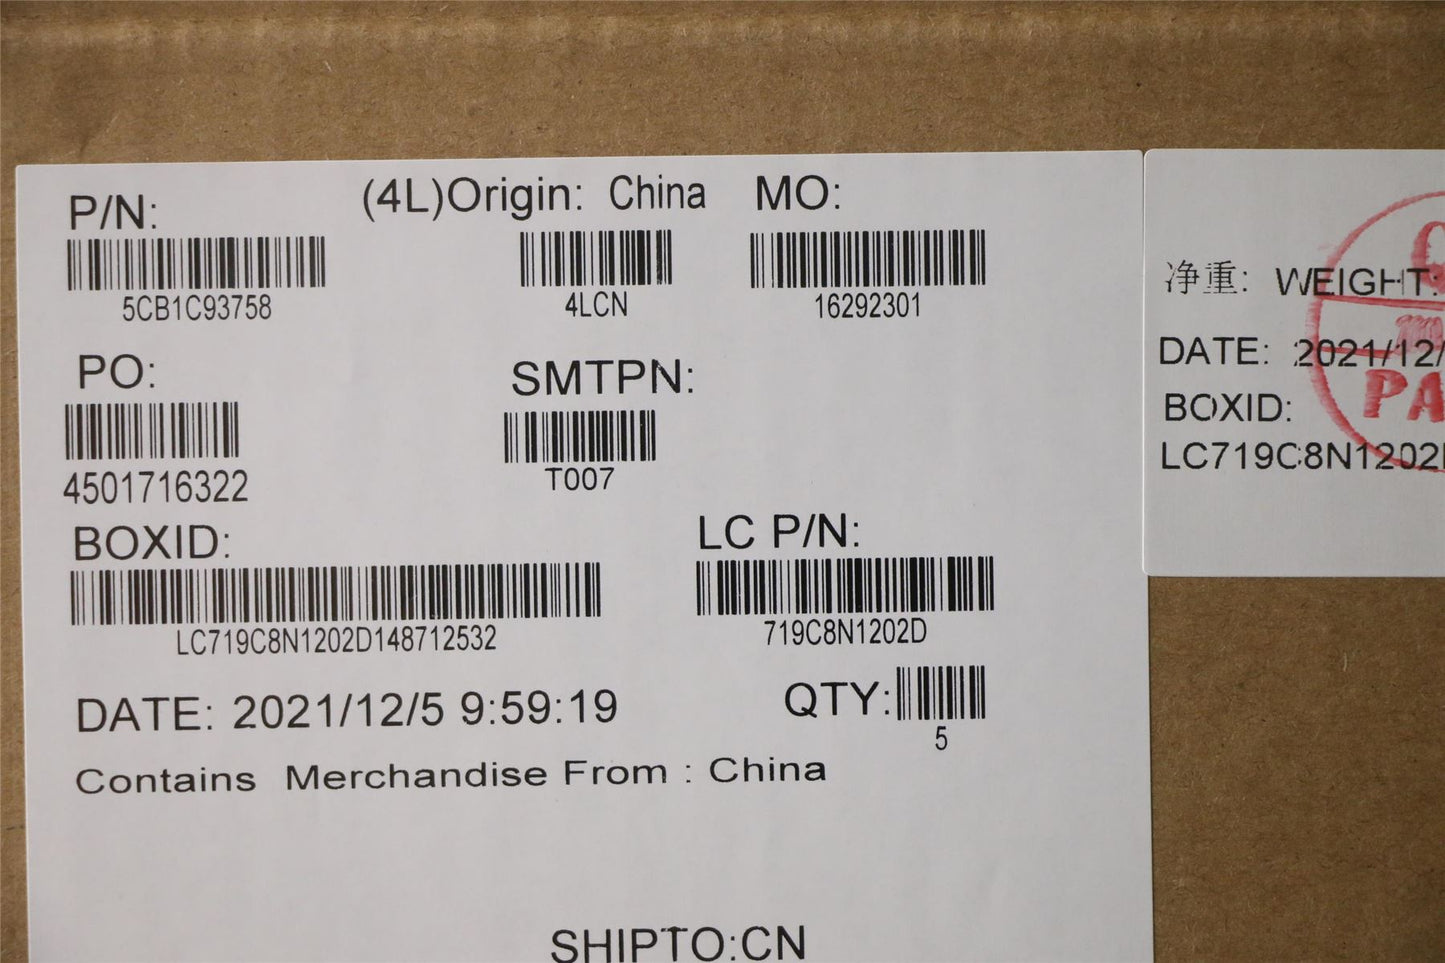 P/N:
(4L)Origin: China
MO:
5CB1C93758
4LCN
16292301
PO:
SMTPN:
4501716322
T007
BOXID:
LC P/N:
LC719C8N1202D148712532
719C8N1202D
DATE: 2021/12/5 9:59:19
QTY:
5
Contains Merchandise From : China
SHIPTO:CN
净重: WEIGHT:
DATE: 2021/12/
BOXID:
LC719C8N1202
PA